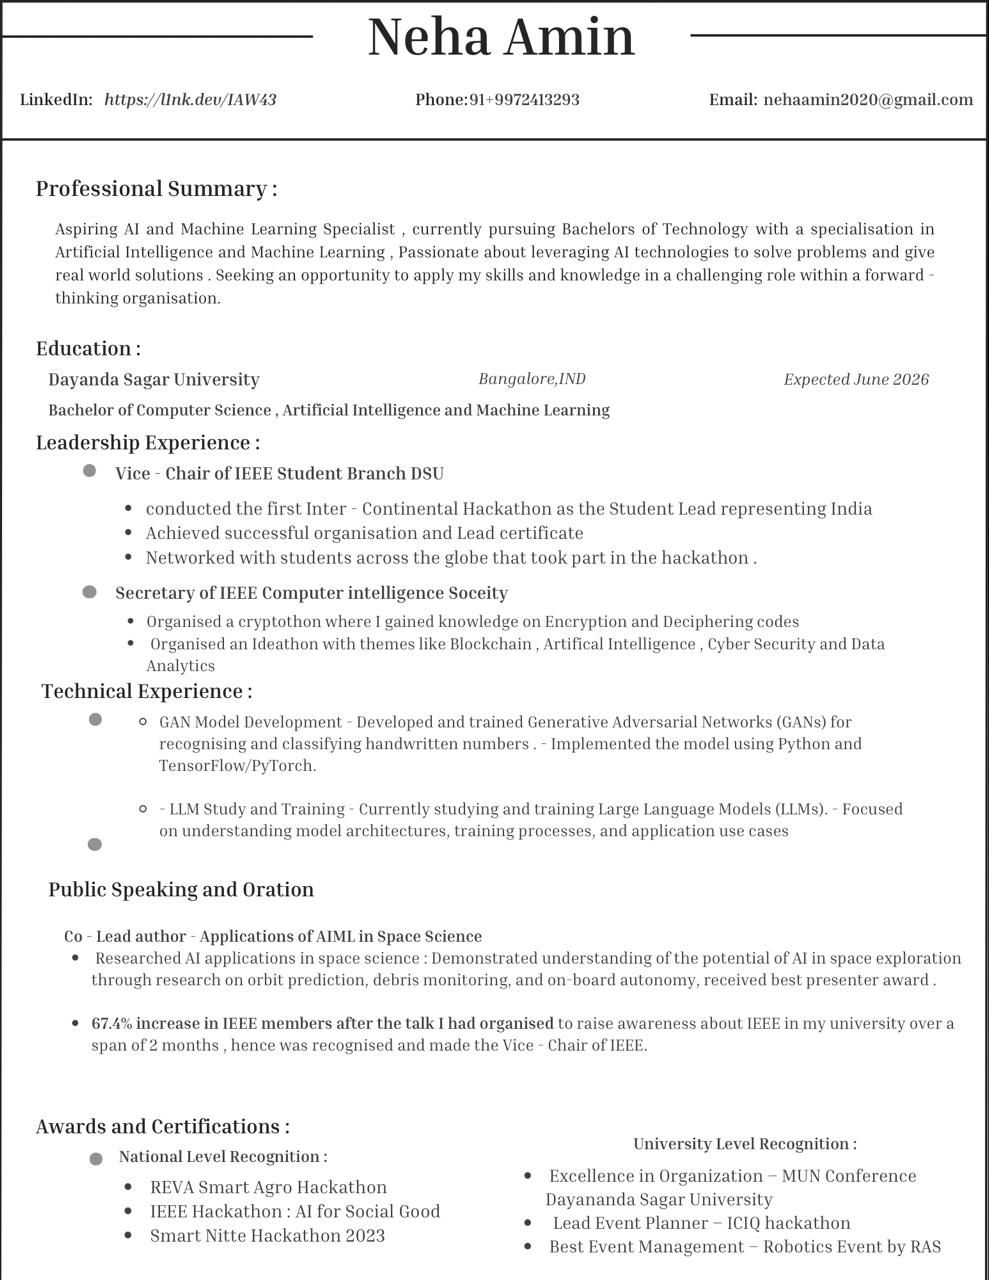 Neha Amin
LinkedIn: https://l1nk.dev/IAW43 Phone:91+9972413293 Email: nehaamin2020@gmail.com
Professional Summary :
Aspiring AI and Machine Learning Specialist , currently pursuing Bachelors of Technology with a specialisation in
Artificial Intelligence and Machine Learning , Passionate about leveraging AI technologies to solve problems and give
real world solutions . Seeking an opportunity to apply my skills and knowledge in a challenging role within a forward -
thinking organisation.
Education :
Dayanda Sagar University Bangalore,IND Expected June 2026
Bachelor of Computer Science , Artificial Intelligence and Machine Learning
Leadership Experience :
Vice - Chair of IEEE Student Branch DSU
• conducted the first Inter - Continental Hackathon as the Student Lead representing India
• Achieved successful organisation and Lead certificate
• Networked with students across the globe that took part in the hackathon .
Secretary of IEEE Computer intelligence Soceity
• Organised a cryptothon where I gained knowledge on Encryption and Deciphering codes
• Organised an Ideathon with themes like Blockchain , Artifical Intelligence , Cyber Security and Data
Analytics
Technical Experience :
GAN Model Development - Developed and trained Generative Adversarial Networks (GANs) for
recognising and classifying handwritten numbers . - Implemented the model using Python and
TensorFlow/PyTorch.
- LLM Study and Training - Currently studying and training Large Language Models (LLMs). - Focused
on understanding model architectures, training processes, and application use cases
Public Speaking and Oration
Co - Lead author - Applications of AIML in Space Science
• Researched AI applications in space science : Demonstrated understanding of the potential of AI in space exploration
through research on orbit prediction, debris monitoring, and on-board autonomy, received best presenter award .
• 67.4% increase in IEEE members after the talk I had organised to raise awareness about IEEE in my university over a
span of 2 months , hence was recognised and made the Vice - Chair of IEEE.
Awards and Certifications :
National Level Recognition :
• REVA Smart Agro Hackathon
• IEEE Hackathon : AI for Social Good
• Smart Nitte Hackathon 2023
University Level Recognition :
• Excellence in Organization – MUN Conference
Dayananda Sagar University
• Lead Event Planner – ICIQ hackathon
• Best Event Management – Robotics Event by RAS